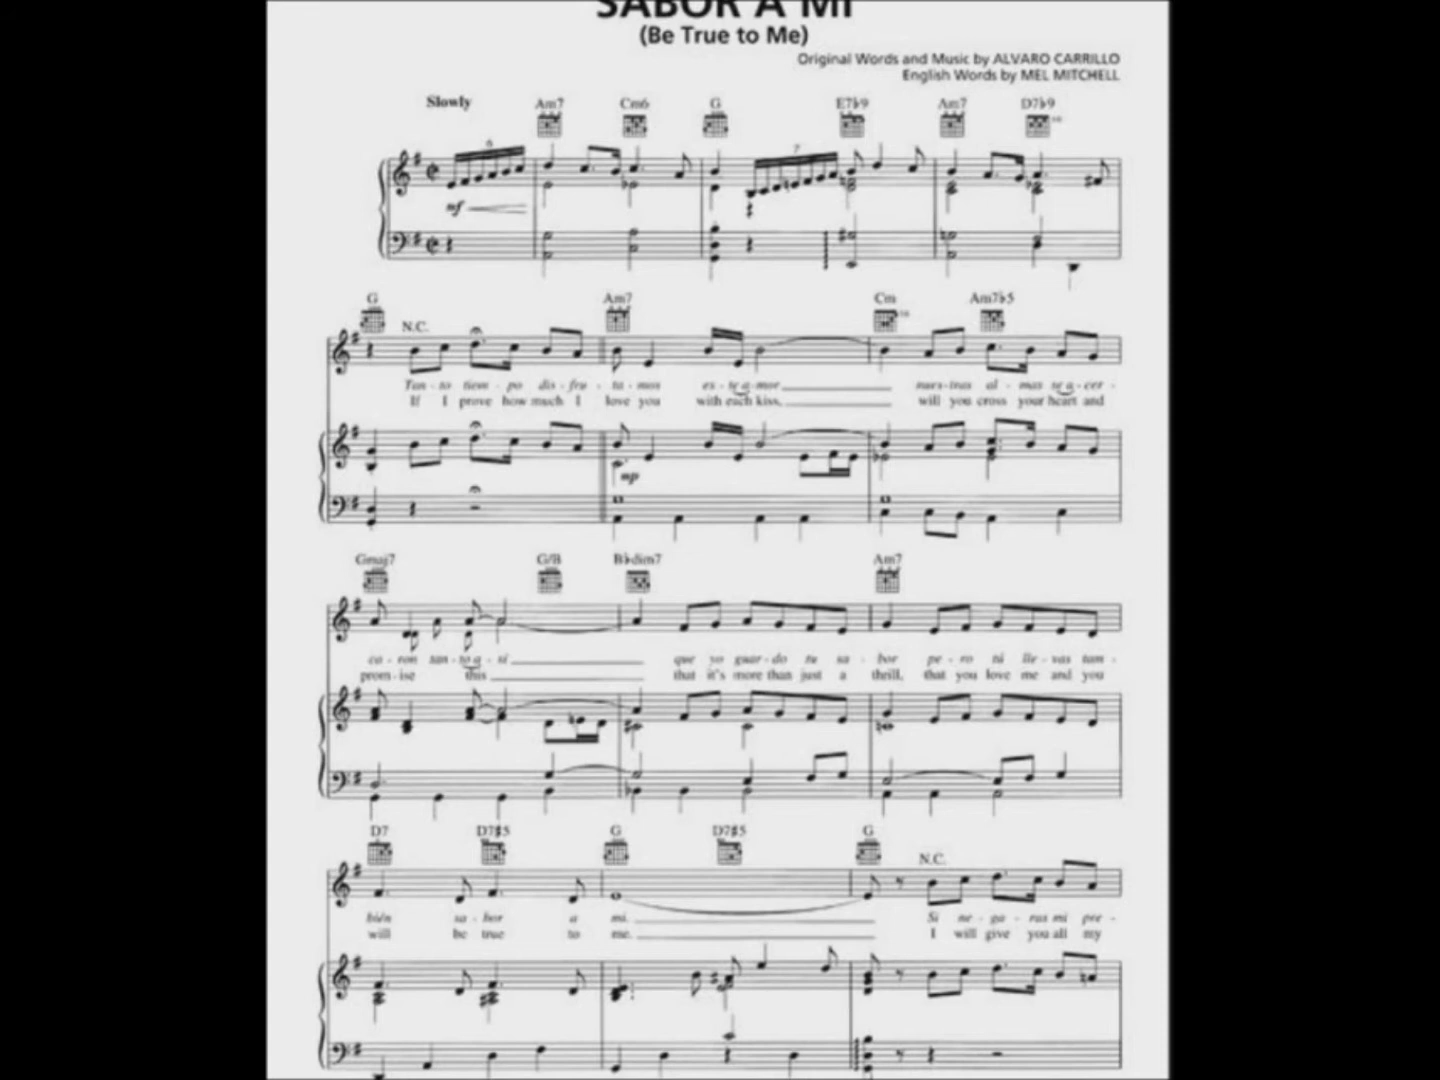 SABOR A MI
(Be True to Me)
Original Words and Music by ALVARO CARRILLO
English Words by MEL MITCHELL
Slowly Am7 Cm6 G E7♭9 Am7 D7♭9
6 7
mf
G N.C. Am7 Cm Am7♭5
Tan - to tiem - po dis - fru - ta - mos es - te a - mor nues - tras al - mas se a - cer -
If I prove how much I love you with each kiss, will you cross your heart and
mp
Gmaj7 G/B B♭dim7 Am7
ca - ron tan - to a - sí que yo guar - do tu sa - bor pe - ro tú lle - vas tam -
prom - ise this that it's more than just a thrill, that you love me and you
D7 D7♯5 G D7♯5 G N.C.
bién sa - bor a mí. Si ne - ga - ras mi pre -
will be true to me. I will give you all my